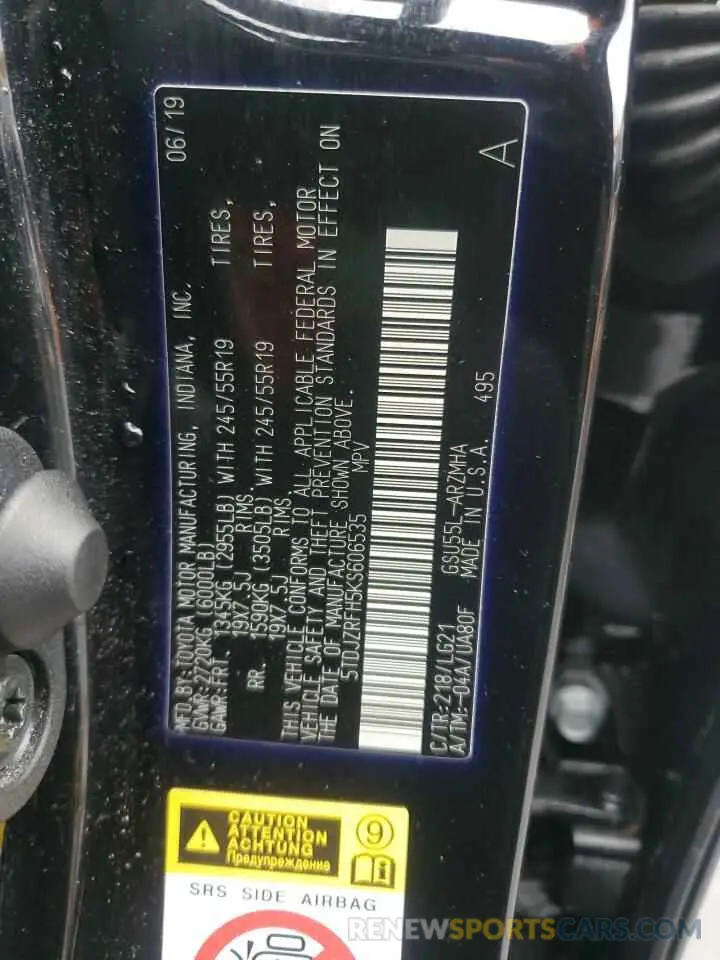 MFD.BY:TOYOTA MOTOR MANUFACTURING, INDIANA, INC. 06/19
GVWR:2720KG (6000LB)
GAWR:FRT. 1345KG (2955LB) WITH 245/55R19 TIRES,
19X7.5J RIMS,
RR. 1590KG (3505LB) WITH 245/55R19 TIRES,
19X7.5J RIMS.
THIS VEHICLE CONFORMS TO ALL APPLICABLE FEDERAL MOTOR
VEHICLE SAFETY AND THEFT PREVENTION STANDARDS IN EFFECT ON
THE DATE OF MANUFACTURE SHOWN ABOVE.
5TDJZRFH5KS606535 MPV
C/TR:218/LG21 GSU55L-ARZMHA A
A/TM:-04A/UA80F MADE IN U.S.A. 495
CAUTION
ATTENTION
ACHTUNG
Предупреждение
9
SRS SIDE AIRBAG
RENEWSPORTSCARS.COM